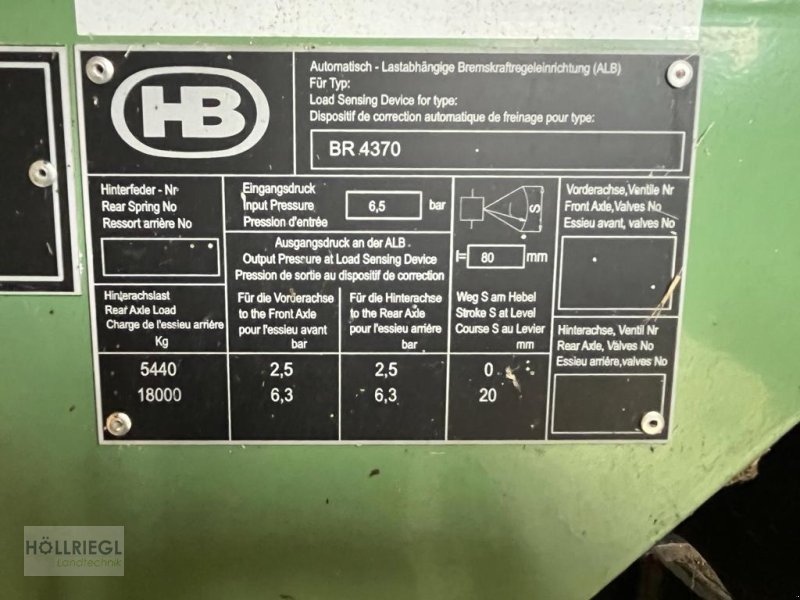 HB
Automatisch - Lastabhängige Bremskraftregeleinrichtung (ALB)
Für Typ:
Load Sensing Device for type:
Dispositif de correction automatique de freinage pour type:
BR 4370
Hinterfeder - Nr
Rear Spring No
Ressort arriére No
Eingangsdruck
Input Pressure
Pression d'entrée
6,5 bar
Ausgangsdruck an der ALB
Output Pressure at Load Sensing Device
Pression de sortie au dispositif de correction
S
f= 80 mm
Vorderachse, Ventile Nr
Front Axle, Valves No
Essieu avant, valves No
Hinterachslast
Rear Axle Load
Charge de l'essieu arriére
Kg
Für die Vorderachse
to the Front Axle
pour l'essieu avant
bar
Für die Hinterachse
to the Rear Axle
pour l'essieu arriére
bar
Weg S am Hebel
Stroke S at Level
Course S au Levier
mm
Hinterachse, Ventil Nr
Rear Axle, Valves No
Essieu arriére, valves No
5440 2,5 2,5 0
18000 6,3 6,3 20
HÖLLRIEGL
Landtechnik